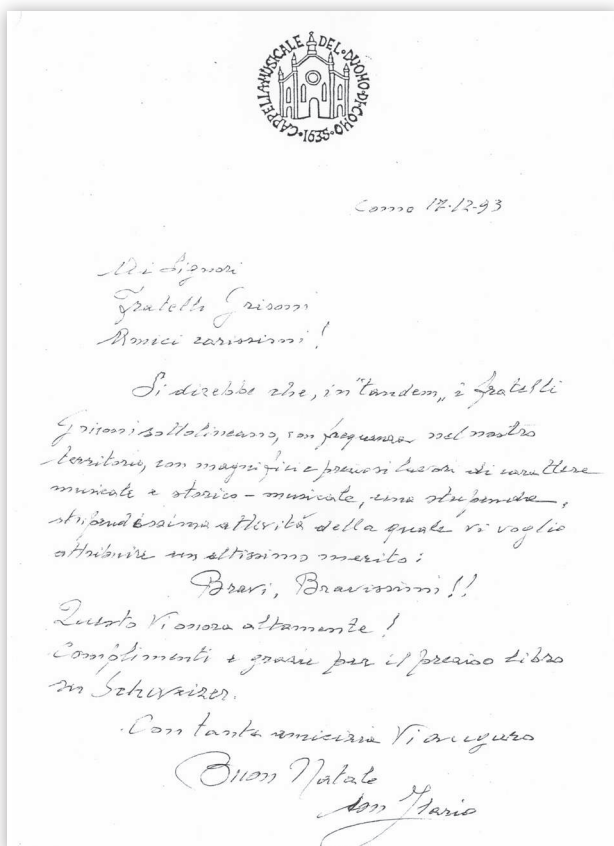 CAPPELLA·MUSICALE·DEL·DUOMO·DI·COMO
·1635·
Como 17-12-93
Ai Signori
Fratelli Grisoni
Amici carissimi!
Si direbbe che, in "tandem„ i fratelli
Grisoni sottolineano, con frequenza nel nostro
territorio, con magnifici e preziosi lavori di carattere
musicale e storico-musicale, una stupenda,
stupendissima attività della quale vi voglio
attribuire un altissimo merito:
Bravi, Bravissimi!!
Questo Vi onora altamente!
Complimenti e grazie per il prezioso libro
su Schweizer.
Con tanta amicizia Vi auguro
Buon Natale
don Ilario